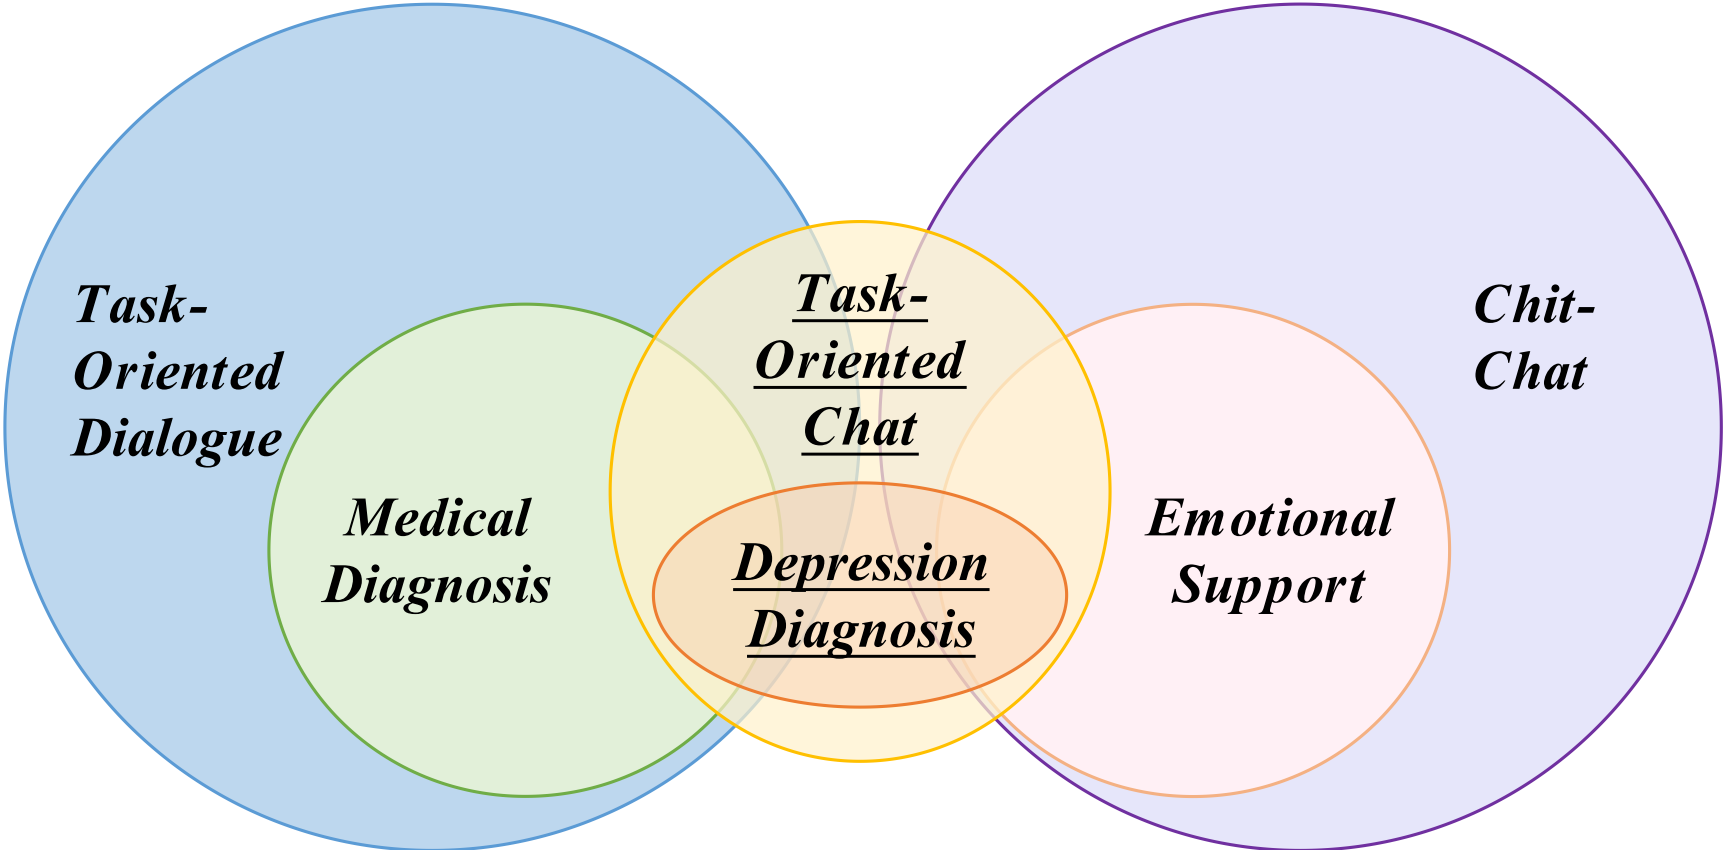 Task-
Oriented
Dialogue
Medical
Diagnosis
Task-
Oriented
Chat
Depression
Diagnosis
Emotional
Support
Chit-
Chat